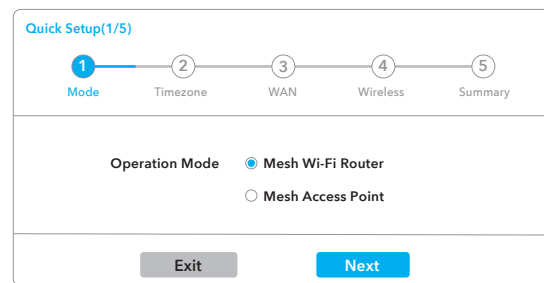 Quick Setup(1/5)
1 2 3 4 5
Mode Timezone WAN Wireless Summary
Operation Mode Mesh Wi-Fi Router
Mesh Access Point
Exit Next